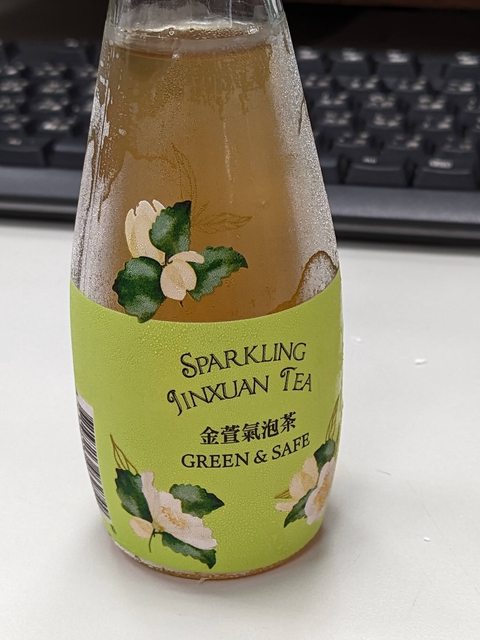 SPARKLING
JINXUAN TEA
金萱氣泡茶
GREEN & SAFE